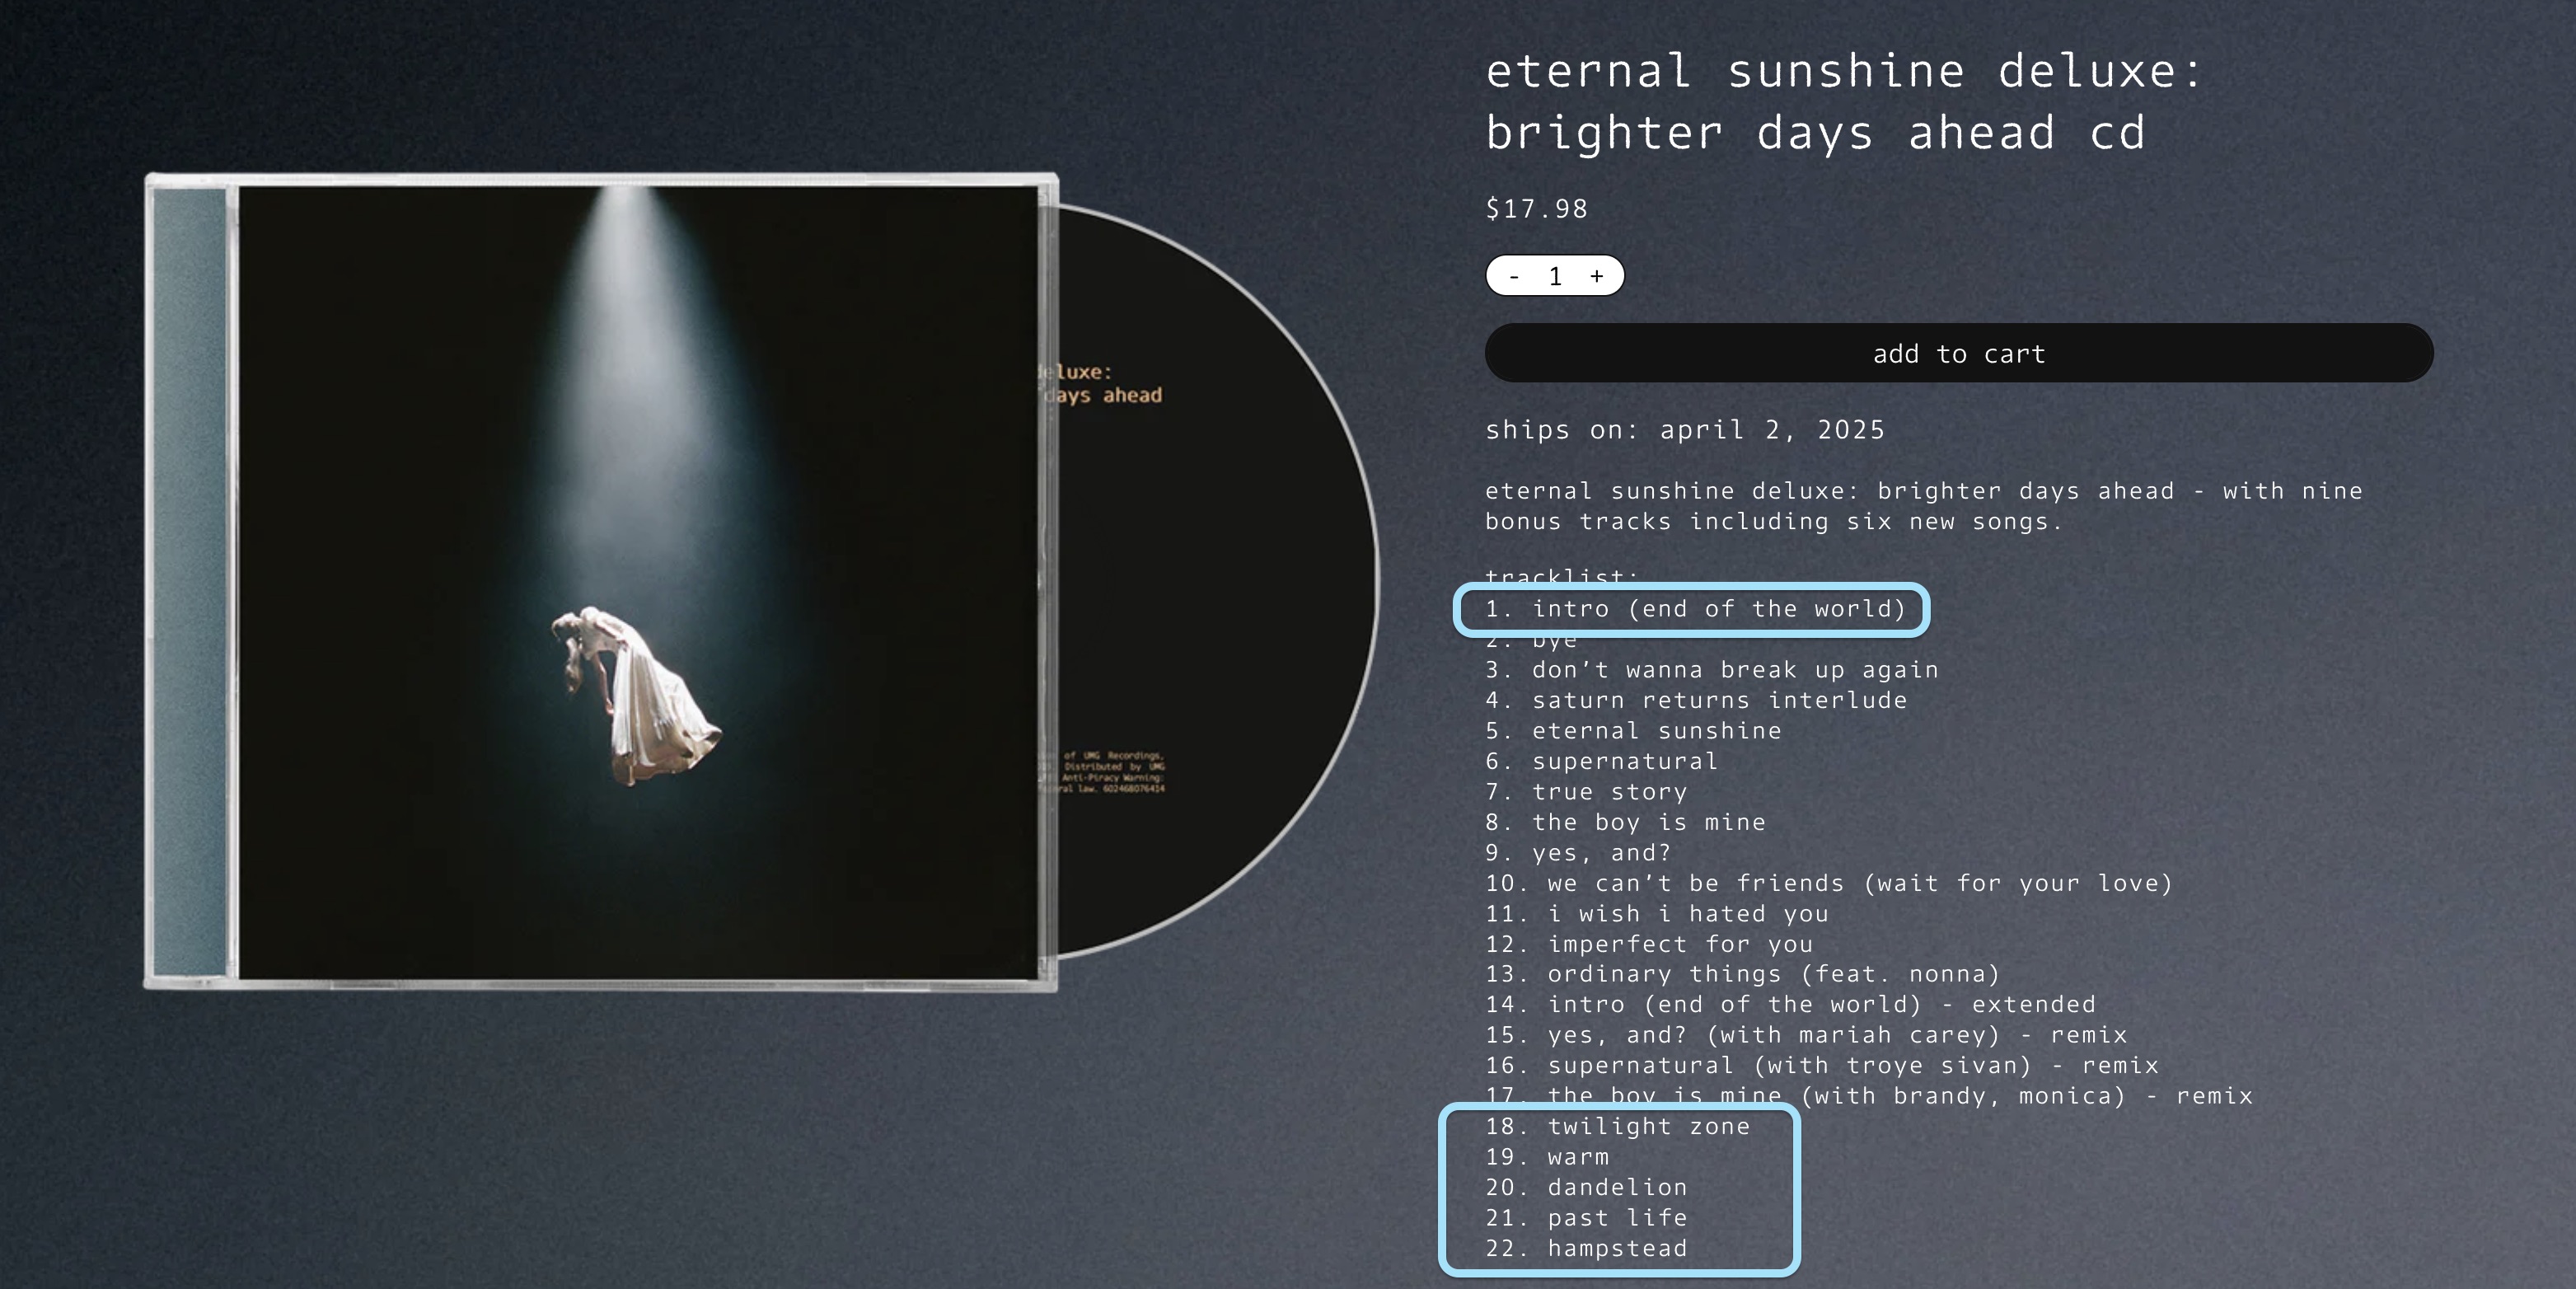 eternal sunshine deluxe:
brighter days ahead cd
$17.98
- 1 +
add to cart
ships on: april 2, 2025
eternal sunshine deluxe: brighter days ahead - with nine
bonus tracks including six new songs.
tracklist:
1. intro (end of the world)
2. bye
3. don't wanna break up again
4. saturn returns interlude
5. eternal sunshine
6. supernatural
7. true story
8. the boy is mine
9. yes, and?
10. we can't be friends (wait for your love)
11. i wish i hated you
12. imperfect for you
13. ordinary things (feat. nonna)
14. intro (end of the world) - extended
15. yes, and? (with mariah carey) - remix
16. supernatural (with troye sivan) - remix
17. the boy is mine (with brandy, monica) - remix
18. twilight zone
19. warm
20. dandelion
21. past life
22. hampstead
deluxe:
days ahead
of UMG Recordings,
Distributed by UMG
Anti-Piracy Warning:
law. 602468076414